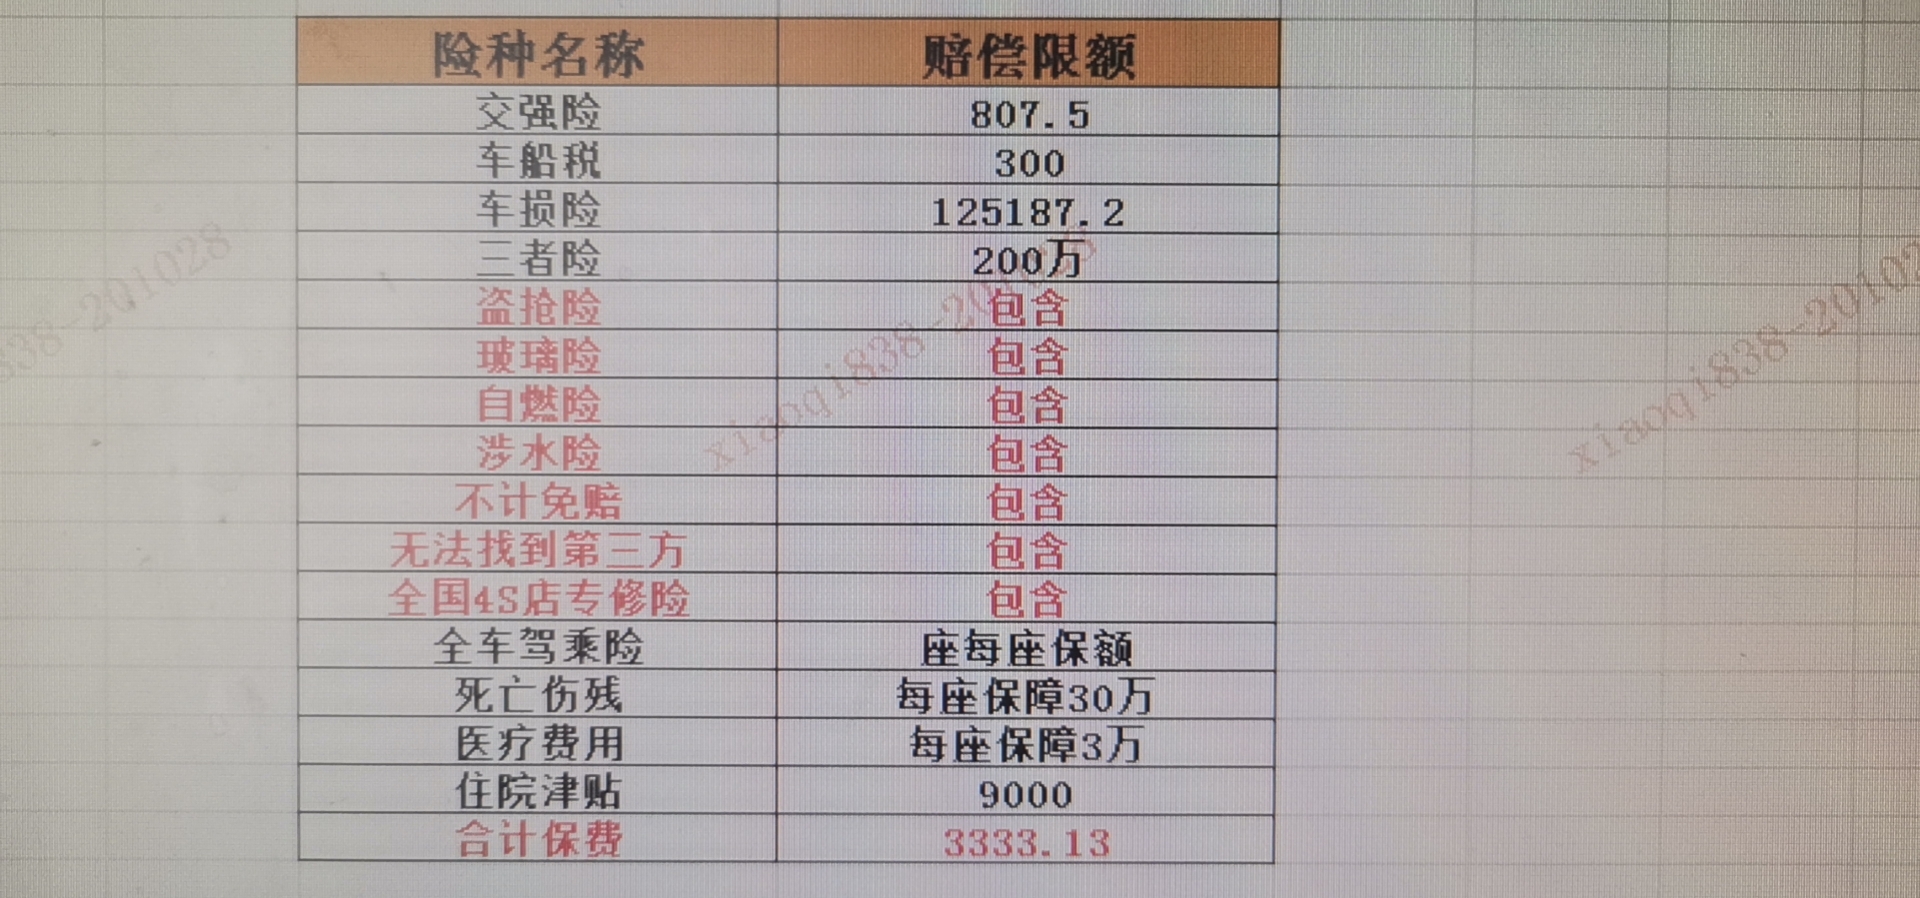 险种名称 赔偿限额
交强险 807.5
车船税 300
车损险 125187.2
三者险 200万
盗抢险 包含
玻璃险 包含
自燃险 包含
涉水险 包含
不计免赔 包含
无法找到第三方 包含
全国4S店专修险 包含
全车驾乘险 座每座保额
死亡伤残 每座保障30万
医疗费用 每座保障3万
住院津贴 9000
合计保费 3333.13
838-201028
xiaoqi838-201028
xiaoqi838-20102